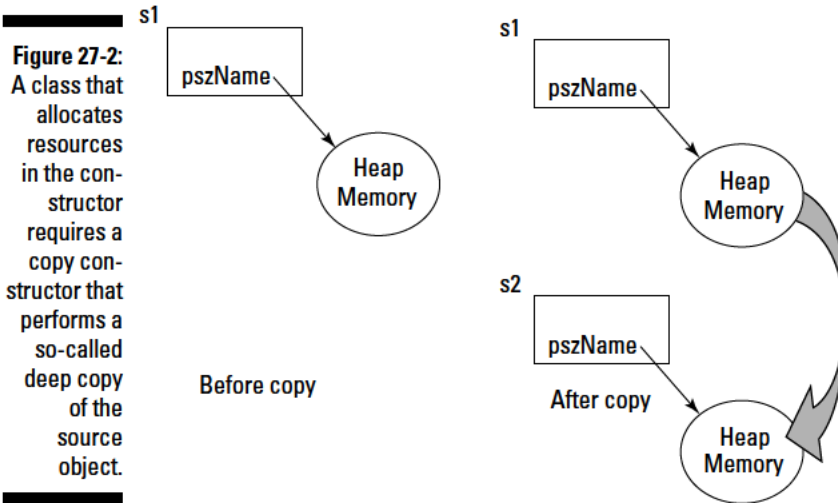 Figure 27-2:
A class that
allocates
resources
in the con-
structor
requires a
copy con-
structor that
performs a
so-called
deep copy
of the
source
object.
s1
pszName
Heap
Memory
Before copy
s1
pszName
Heap
Memory
s2
pszName
After copy
Heap
Memory